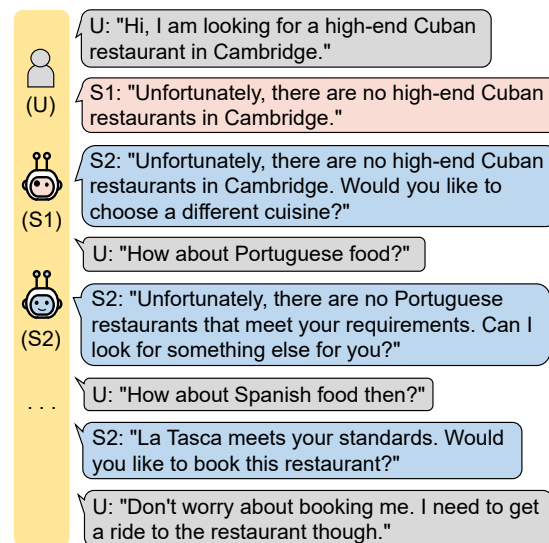 U: "Hi, I am looking for a high-end Cuban
restaurant in Cambridge."
(U)
S1: "Unfortunately, there are no high-end Cuban
restaurants in Cambridge."
S2: "Unfortunately, there are no high-end Cuban
restaurants in Cambridge. Would you like to
choose a different cuisine?"
(S1)
U: "How about Portuguese food?"
S2: "Unfortunately, there are no Portuguese
restaurants that meet your requirements. Can I
look for something else for you?"
(S2)
U: "How about Spanish food then?"
. . .
S2: "La Tasca meets your standards. Would
you like to book this restaurant?"
U: "Don't worry about booking me. I need to get
a ride to the restaurant though."